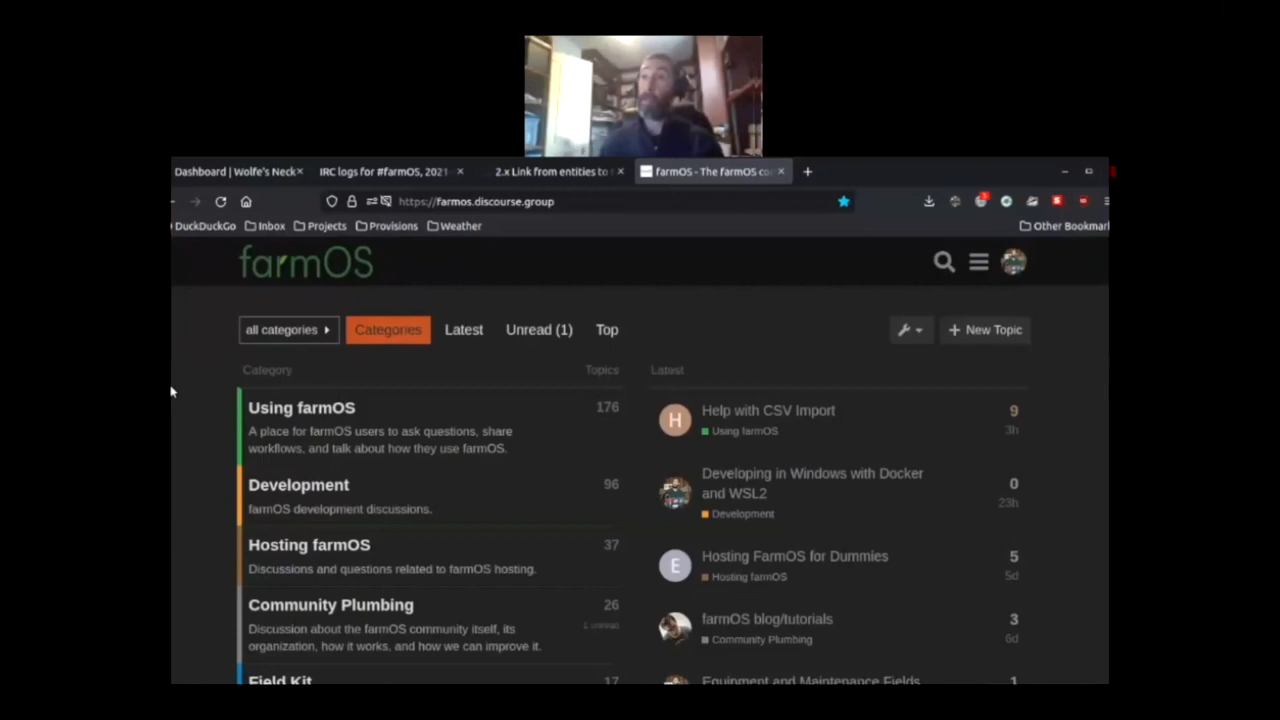 Dashboard | Wolfe's Neck
IRC logs for #farmOS, 2021
2.x Link from entities to
farmOS - The farmOS co
https://farmos.discourse.group
DuckDuckGo
Inbox
Projects
Provisions
Weather
Other Bookmar
farmOS
all categories
Categories
Latest
Unread (1)
Top
New Topic
Category
Topics
Latest
Using farmOS
176
A place for farmOS users to ask questions, share
workflows, and talk about how they use farmOS.
Development
96
farmOS development discussions.
Hosting farmOS
37
Discussions and questions related to farmOS hosting.
Community Plumbing
26
1 unread
Discussion about the farmOS community itself, its
organization, how it works, and how we can improve it.
Field Kit
17
H
Help with CSV Import
9
Using farmOS
3h
Developing in Windows with Docker
and WSL2
0
23h
Development
E
Hosting FarmOS for Dummies
5
Hosting farmOS
5d
farmOS blog/tutorials
3
Community Plumbing
6d
Equipment and Maintenance Fields
1